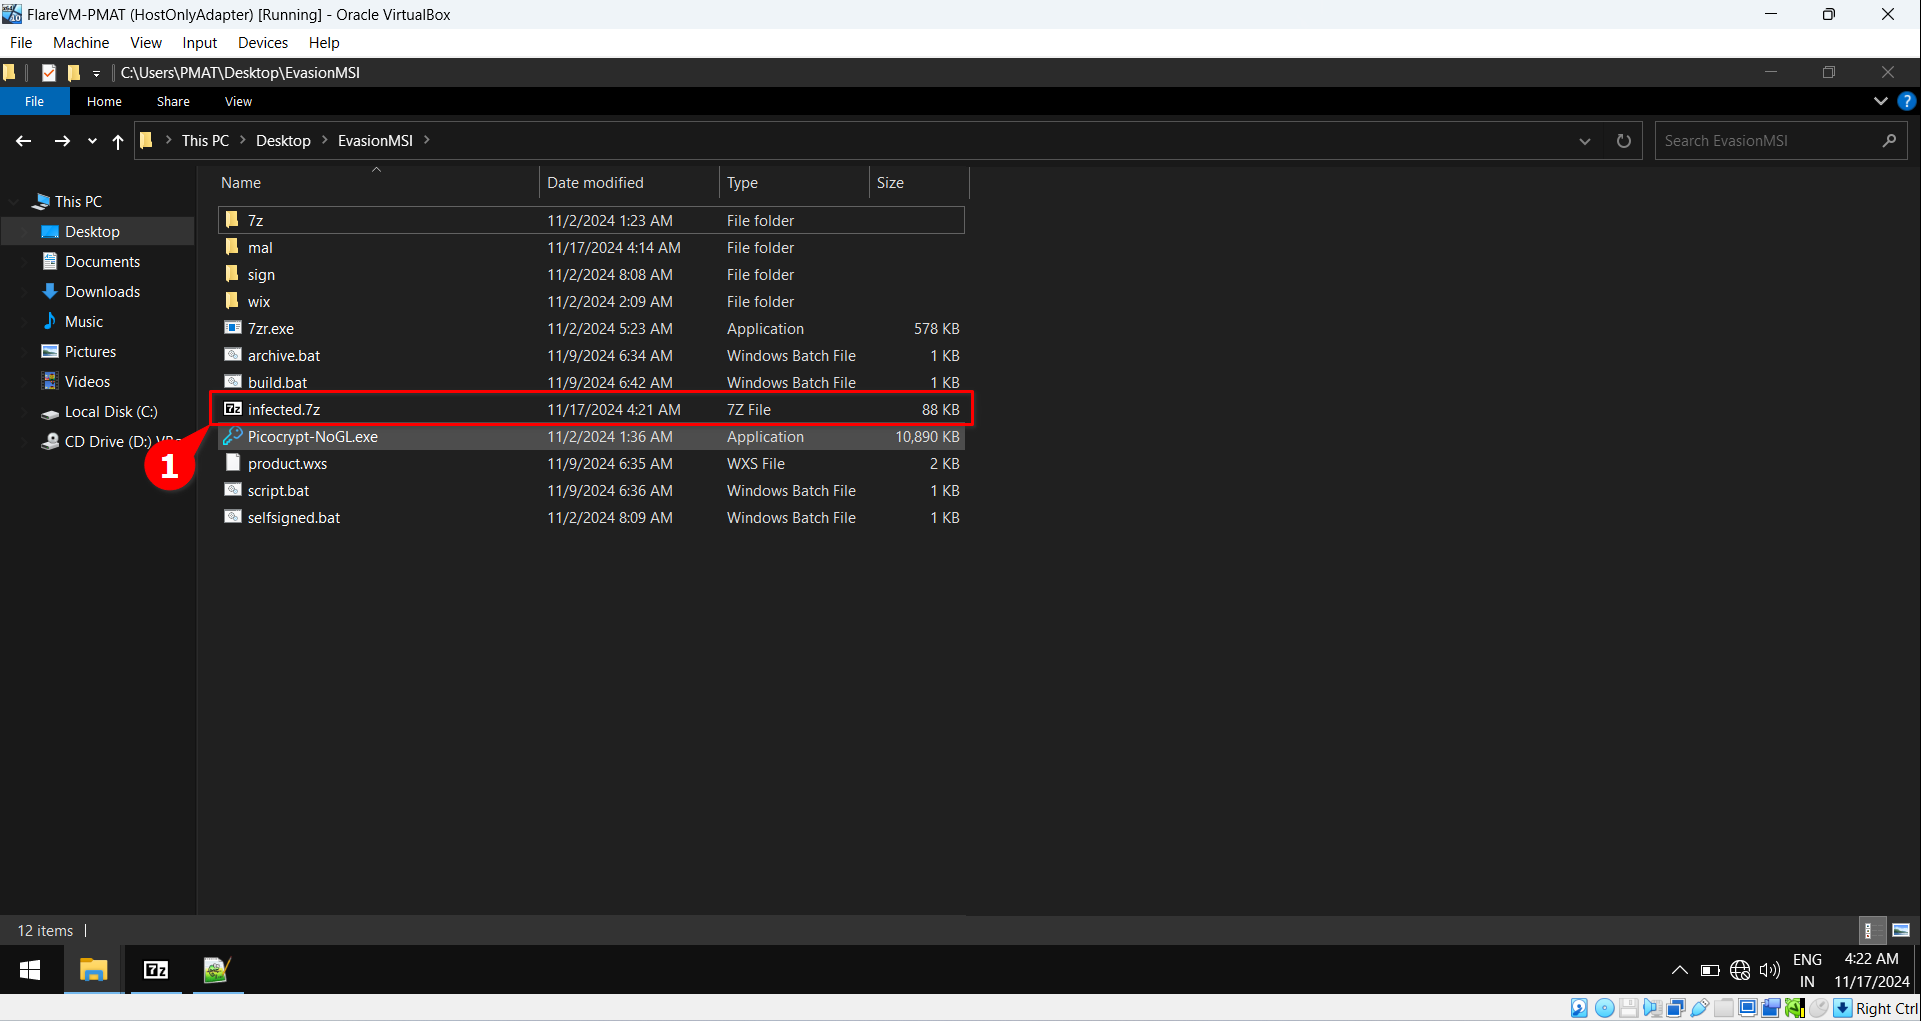 FlareVM-PMAT (HostOnlyAdapter) [Running] - Oracle VirtualBox
File Machine View Input Devices Help
C:\Users\PMAT\Desktop\EvasionMSI
File Home Share View
This PC Desktop EvasionMSI Search EvasionMSI
Name Date modified Type Size
This PC
Desktop
Documents
Downloads
Music
Pictures
Videos
Local Disk (C:)
CD Drive (D:)
7z 11/2/2024 1:23 AM File folder
mal 11/17/2024 4:14 AM File folder
sign 11/2/2024 8:08 AM File folder
wix 11/2/2024 2:09 AM File folder
7zr.exe 11/2/2024 5:23 AM Application 578 KB
archive.bat 11/9/2024 6:34 AM Windows Batch File 1 KB
build.bat 11/9/2024 6:42 AM Windows Batch File 1 KB
7z infected.7z 11/17/2024 4:21 AM 7Z File 88 KB
Picocrypt-NoGL.exe 11/2/2024 1:36 AM Application 10,890 KB
product.wxs 11/9/2024 6:35 AM WXS File 2 KB
script.bat 11/9/2024 6:36 AM Windows Batch File 1 KB
selfsigned.bat 11/2/2024 8:09 AM Windows Batch File 1 KB
1
12 items
7z
ENG 4:22 AM
IN 11/17/2024
Right Ctrl